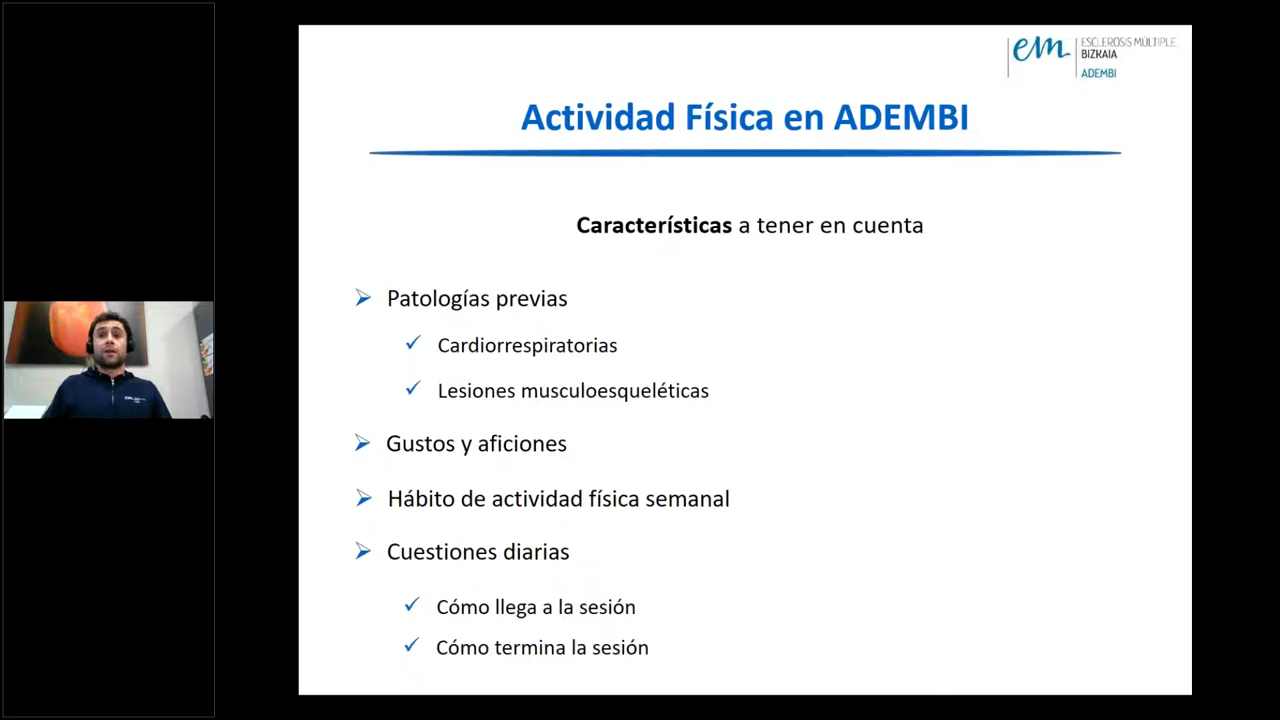 em
ESCLEROSIS MÚLTIPLE
BIZKAIA
ADEMBI
Actividad Física en ADEMBI
Características a tener en cuenta
Patologías previas
Cardiorrespiratorias
Lesiones musculoesqueléticas
Gustos y aficiones
Hábito de actividad física semanal
Cuestiones diarias
Cómo llega a la sesión
Cómo termina la sesión